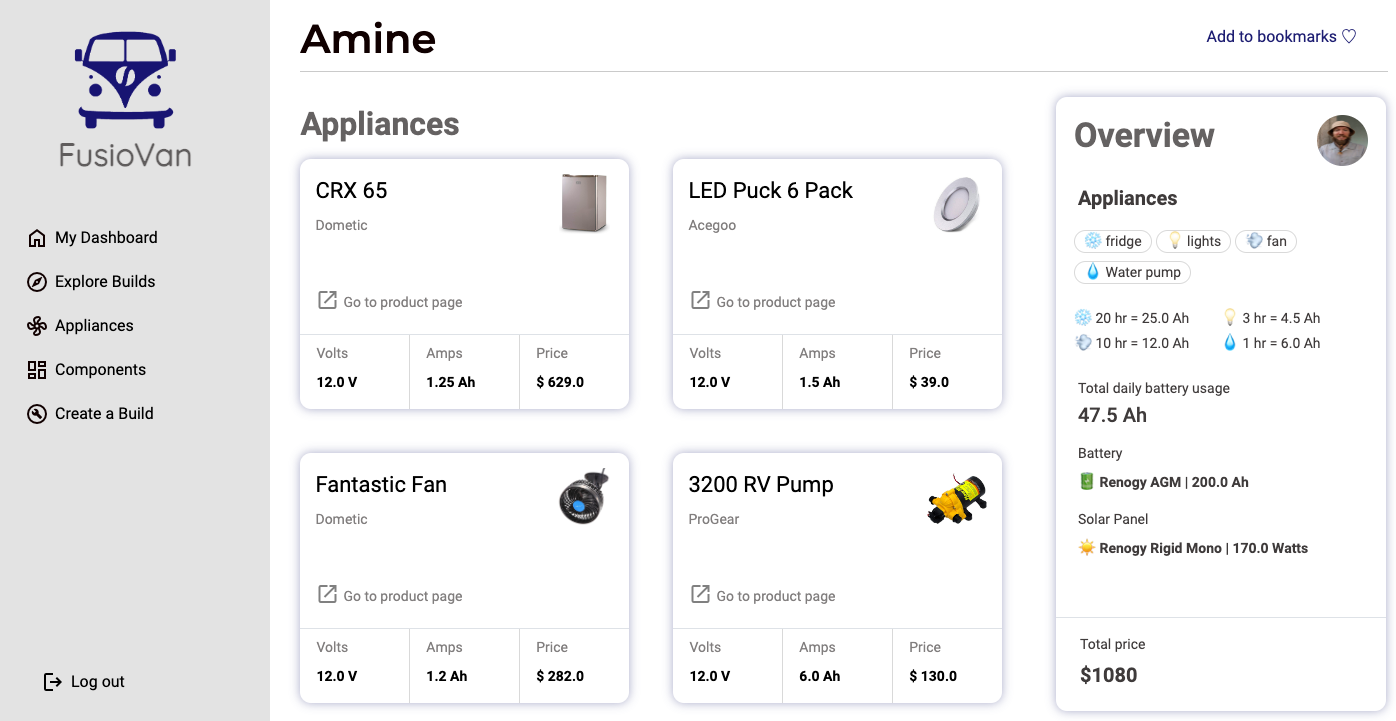 FusioVan
My Dashboard
Explore Builds
Appliances
Components
Create a Build
Log out
Amine
Add to bookmarks ♡
Appliances
CRX 65
Dometic
Go to product page
Volts Amps Price
12.0 V 1.25 Ah $ 629.0
LED Puck 6 Pack
Acegoo
Go to product page
Volts Amps Price
12.0 V 1.5 Ah $ 39.0
Fantastic Fan
Dometic
Go to product page
Volts Amps Price
12.0 V 1.2 Ah $ 282.0
3200 RV Pump
ProGear
Go to product page
Volts Amps Price
12.0 V 6.0 Ah $ 130.0
Overview
Appliances
❄️ fridge 💡 lights 💨 fan
💧 Water pump
❄️ 20 hr = 25.0 Ah 💡 3 hr = 4.5 Ah
💨 10 hr = 12.0 Ah 💧 1 hr = 6.0 Ah
Total daily battery usage
47.5 Ah
Battery
🔋 Renogy AGM | 200.0 Ah
Solar Panel
☀️ Renogy Rigid Mono | 170.0 Watts
Total price
$1080